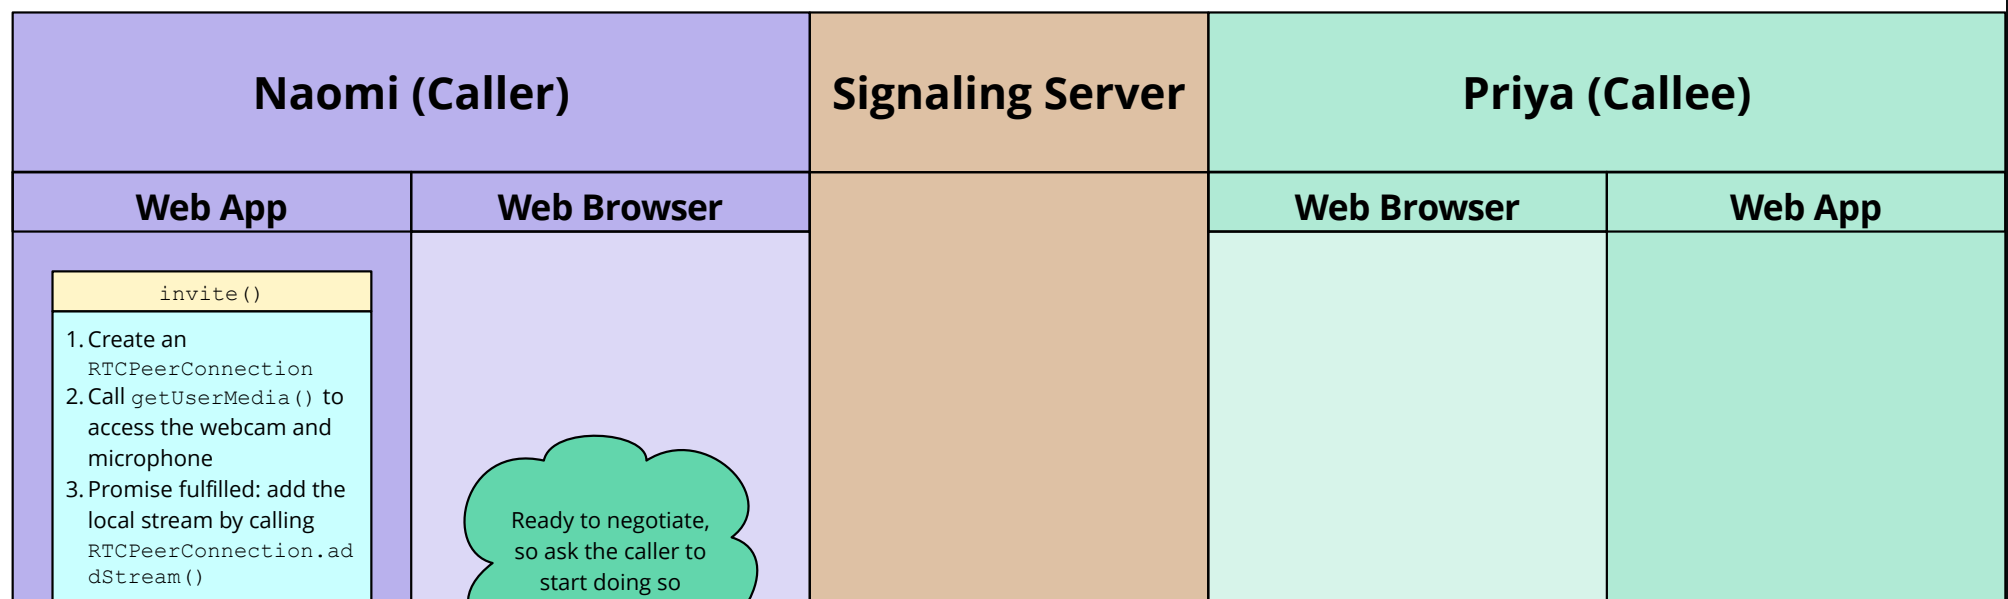 Naomi (Caller)
Signaling Server
Priya (Callee)
Web App
Web Browser
Web Browser
Web App
invite()
1. Create an
RTCPeerConnection
2. Call getUserMedia() to
access the webcam and
microphone
3. Promise fulfilled: add the
local stream by calling
RTCPeerConnection.ad
dStream()
Ready to negotiate,
so ask the caller to
start doing so